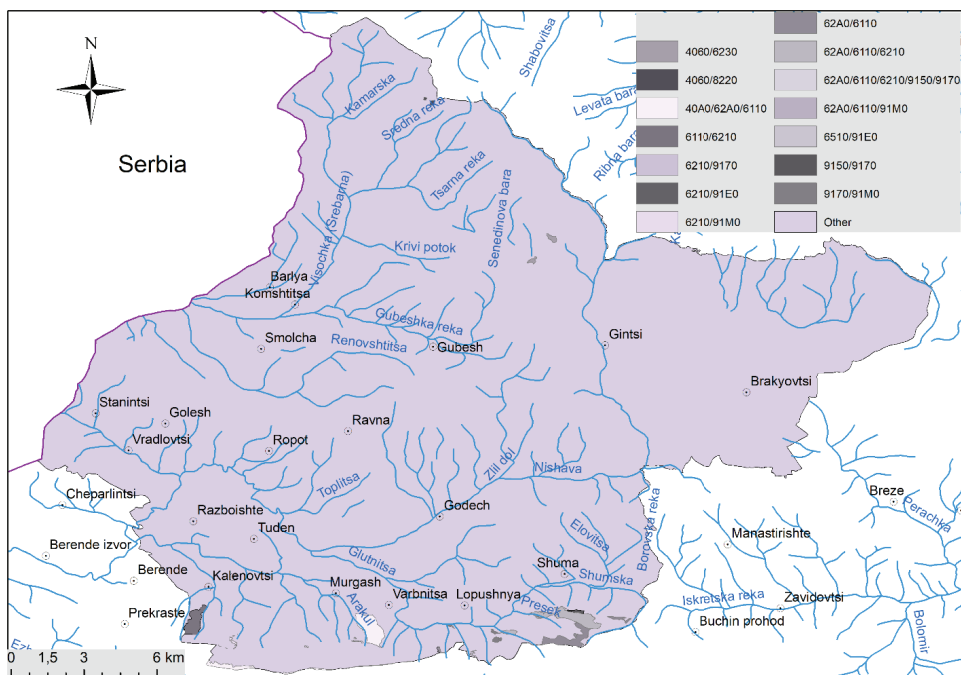 N
Serbia
Shabovitsa
Levata bara
Ribna bara
Kamarska
Sredna reka
Tsarna reka
Visochka (Srebarna)
Senedinova bara
Krivi potok
Barlya
Komshtitsa
Gubeshka reka
Smolcha
Renovshtitsa
Gubesh
Gintsi
Brakyovtsi
Stanintsi
Golesh
Vradlovtsi
Ropot
Ravna
Zlii dol
Nishava
Toplitsa
Cheparlintsi
Razboishte
Tuden
Godech
Breze
Perachka
Elovitsa
Borovska reka
Manastirishte
Berende izvor
Berende
Glutnitsa
Shuma
Shumska
Kalenovtsi
Murgash
Varbnitsa
Lopushnya
Arakul
Preset
Iskretska reka
Zavidovtsi
Buchin prohod
Bolomir
Prekraste
0 1,5 3 6 km
4060/6230
4060/8220
40A0/62A0/6110
6110/6210
6210/9170
6210/91E0
6210/91M0
62A0/6110
62A0/6110/6210
62A0/6110/6210/9150/9170
62A0/6110/91M0
6510/91E0
9150/9170
9170/91M0
Other